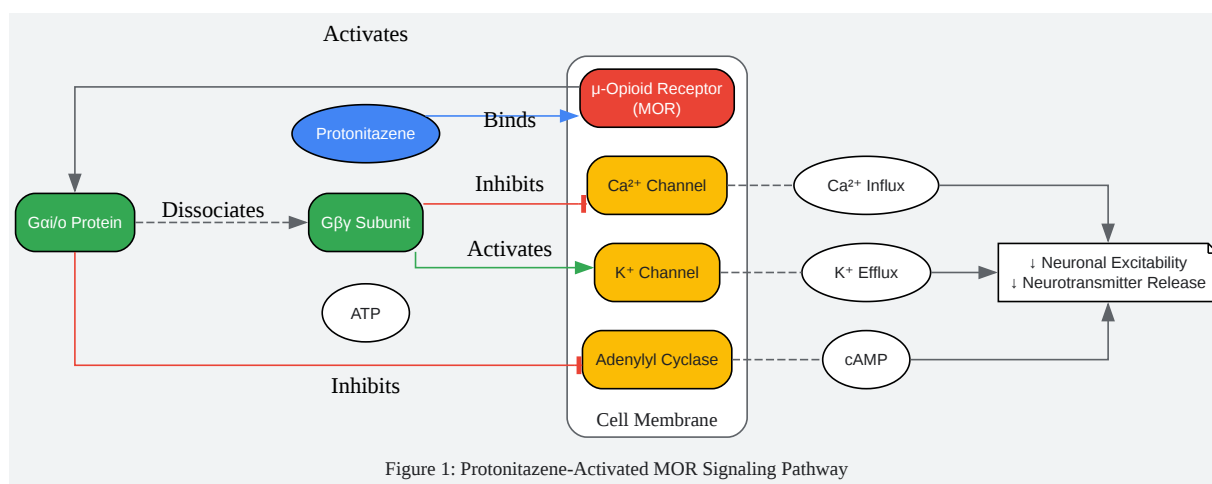 Activates
μ-Opioid Receptor
(MOR)
Binds
Protonitazene
Inhibits
Ca²⁺ Channel
Ca²⁺ Influx
Gαi/o Protein
Dissociates
Gβγ Subunit
Activates
K⁺ Channel
K⁺ Efflux
↓ Neuronal Excitability
↓ Neurotransmitter Release
ATP
Adenylyl Cyclase
cAMP
Inhibits
Cell Membrane
Figure 1: Protonitazene-Activated MOR Signaling Pathway